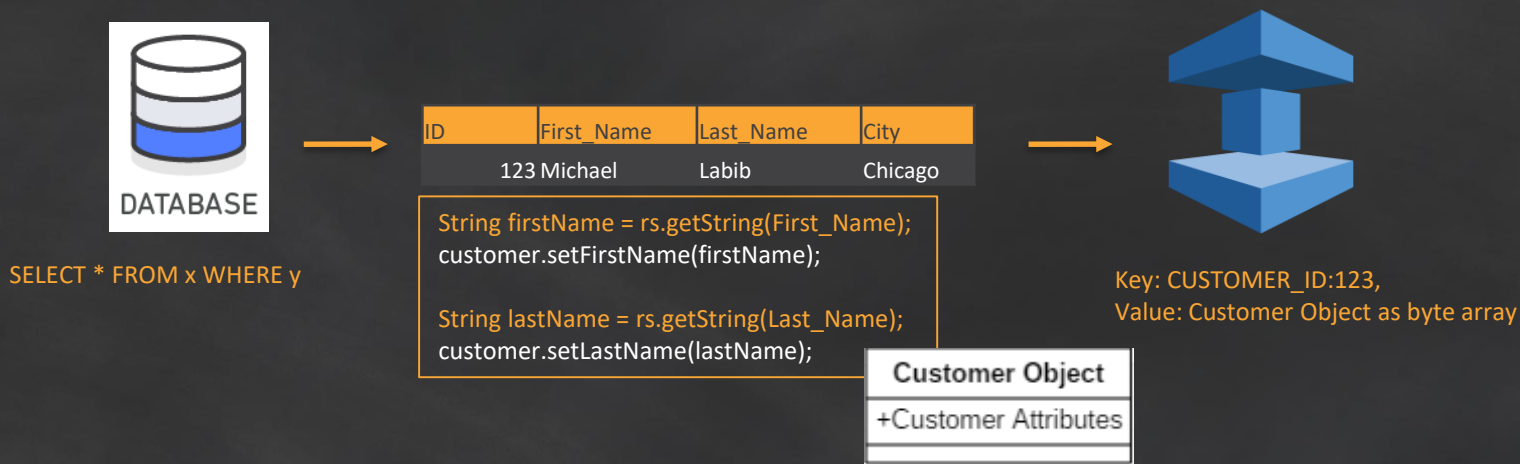 DATABASE
SELECT * FROM x WHERE y
ID First_Name Last_Name City
123 Michael Labib Chicago
String firstName = rs.getString(First_Name);
customer.setFirstName(firstName);
String lastName = rs.getString(Last_Name);
customer.setLastName(lastName);
Customer Object
+Customer Attributes
Key: CUSTOMER_ID:123,
Value: Customer Object as byte array